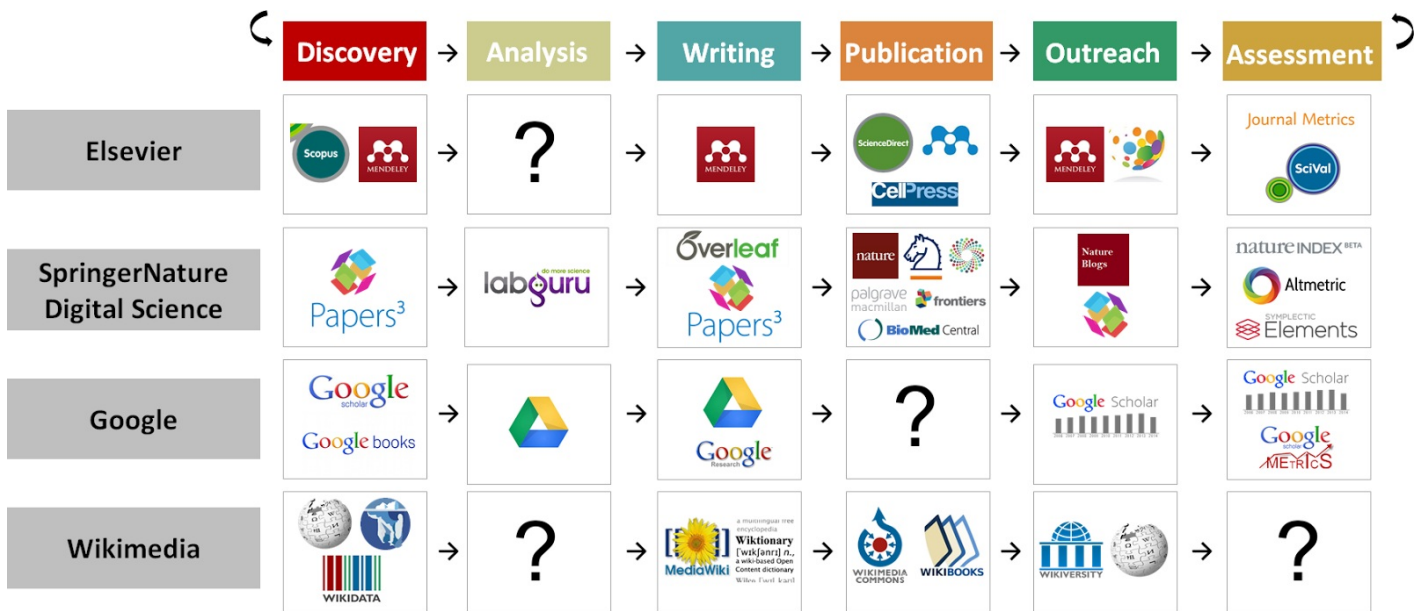 Discovery → Analysis → Writing → Publication → Outreach → Assessment
Elsevier
Scopus
MENDELEY
→
?
→
MENDELEY
→
ScienceDirect
CellPress
→
MENDELEY
→
Journal Metrics
SciVal
SpringerNature
Digital Science
Papers³
→
do more science
labguru
→
Overleaf
Papers³
→
nature
palgrave
macmillan
frontiers
BioMed Central
→
Nature
Blogs
→
natureINDEX BETA
Altmetric
SYMPLECTIC
Elements
Google
Google
scholar
Google books
→
→
Google
Research
→
?
→
Google Scholar
→
Google Scholar
Google
scholar
METRICS
Wikimedia
WIKIDATA
→
?
→
MediaWiki
a multilingual free
encyclopedia
Wiktionary
['wɪkʃənrɪ] n.,
a wiki-based Open
Content dictionary
→
WIKIMEDIA
COMMONS
WIKIBOOKS
→
WIKIVERSITY
→
?